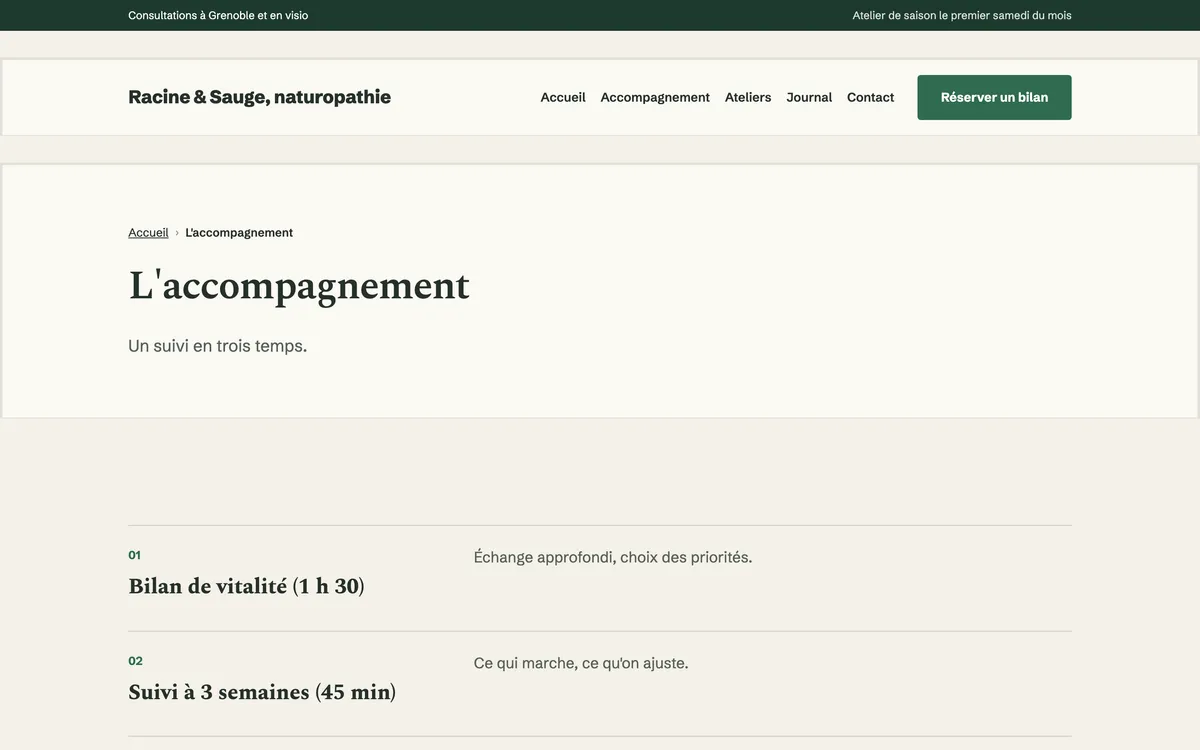 Consultations à Grenoble et en visio
Atelier de saison le premier samedi du mois
Racine & Sauge, naturopathie
Accueil
Accompagnement
Ateliers
Journal
Contact
Réserver un bilan
Accueil › L'accompagnement
L'accompagnement
Un suivi en trois temps.
01
Bilan de vitalité (1 h 30)
Échange approfondi, choix des priorités.
02
Suivi à 3 semaines (45 min)
Ce qui marche, ce qu'on ajuste.